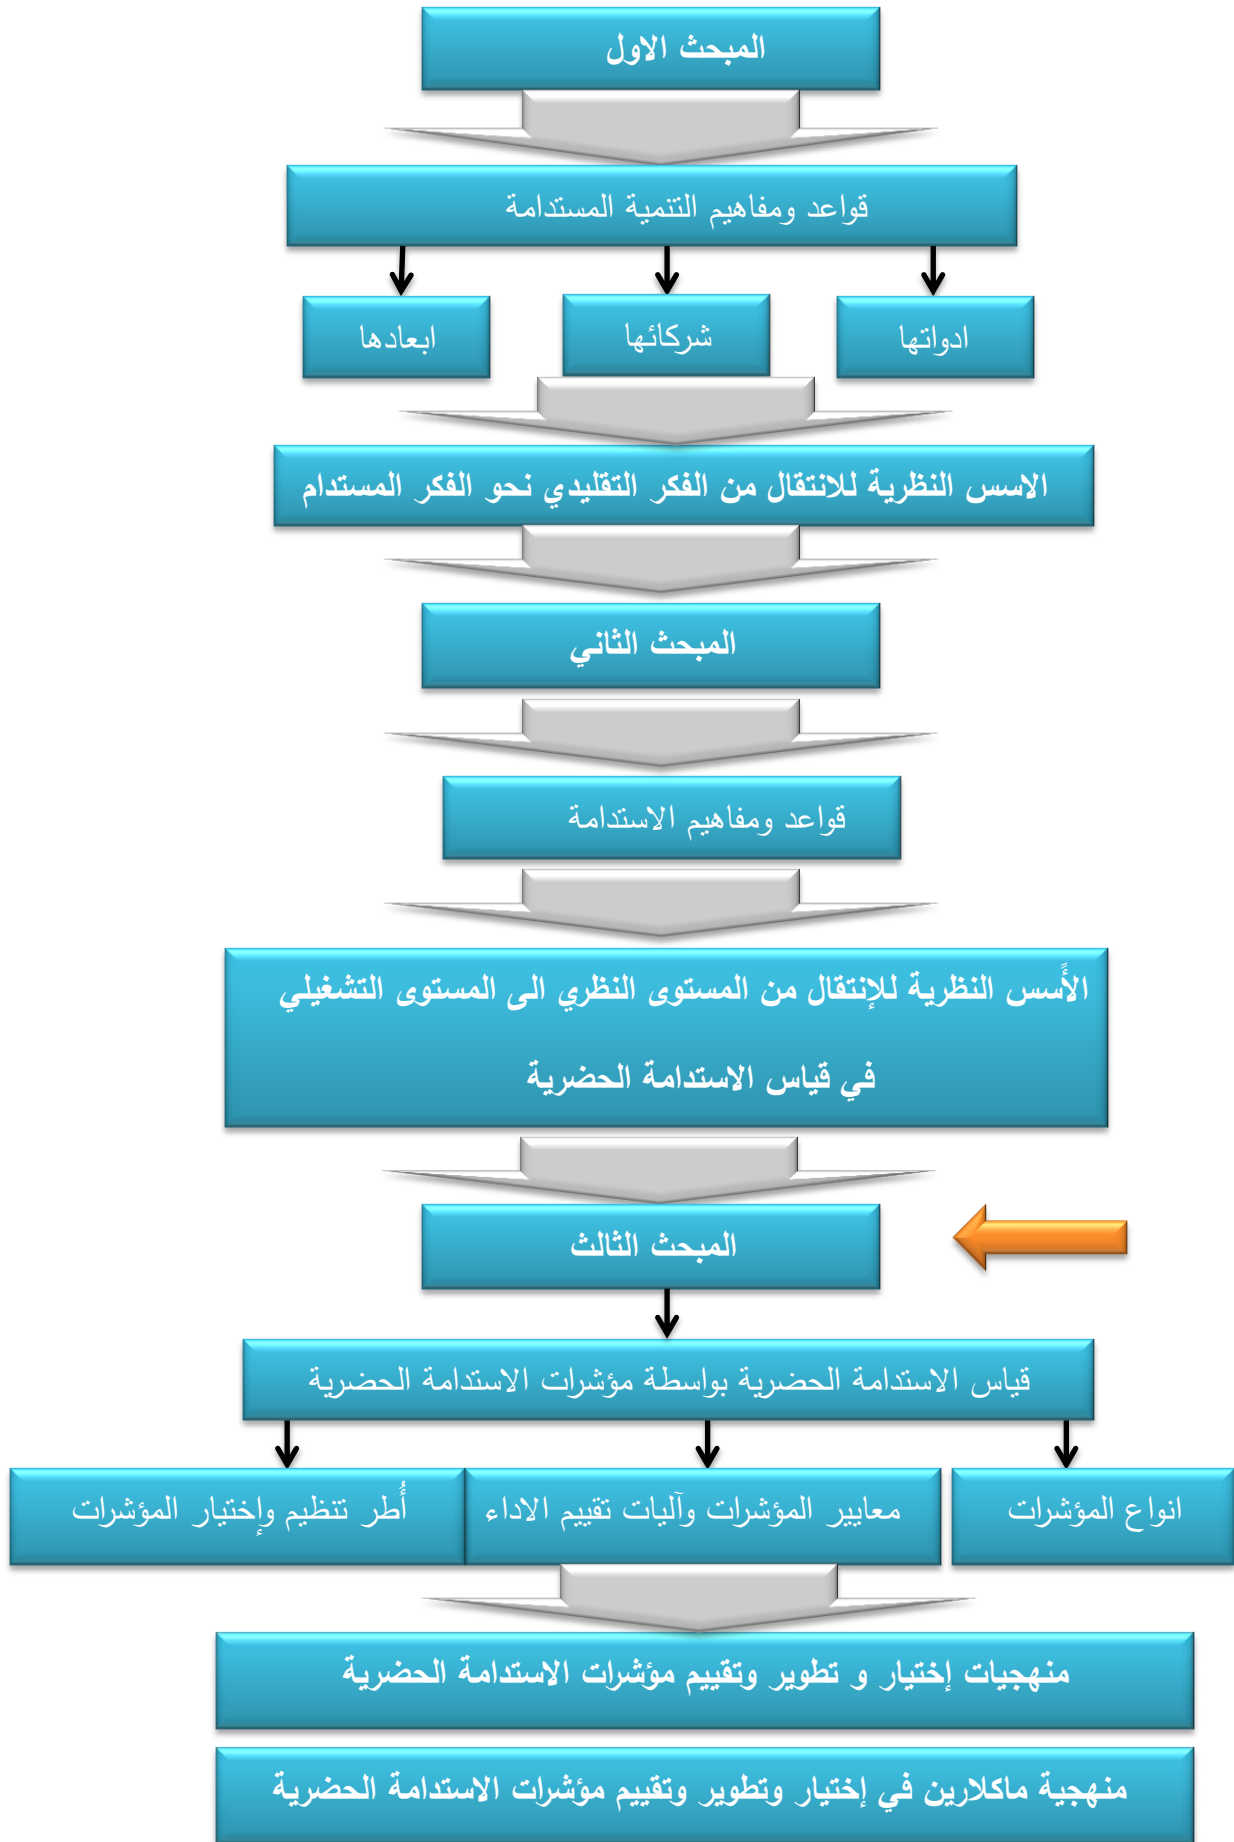 المبحث الاول
قواعد ومفاهيم التنمية المستدامة
ادواتها
شركائها
ابعادها
الاسس النظرية للانتقال من الفكر التقليدي نحو الفكر المستدام
المبحث الثاني
قواعد ومفاهيم الاستدامة
الأُسس النظرية للإنتقال من المستوى النظري الى المستوى التشغيلي
في قياس الاستدامة الحضرية
المبحث الثالث
قياس الاستدامة الحضرية بواسطة مؤشرات الاستدامة الحضرية
انواع المؤشرات
معايير المؤشرات وآليات تقييم الاداء
أُطر تنظيم وإختيار المؤشرات
منهجيات إختيار و تطوير وتقييم مؤشرات الاستدامة الحضرية
منهجية ماكلارين في إختيار وتطوير وتقييم مؤشرات الاستدامة الحضرية